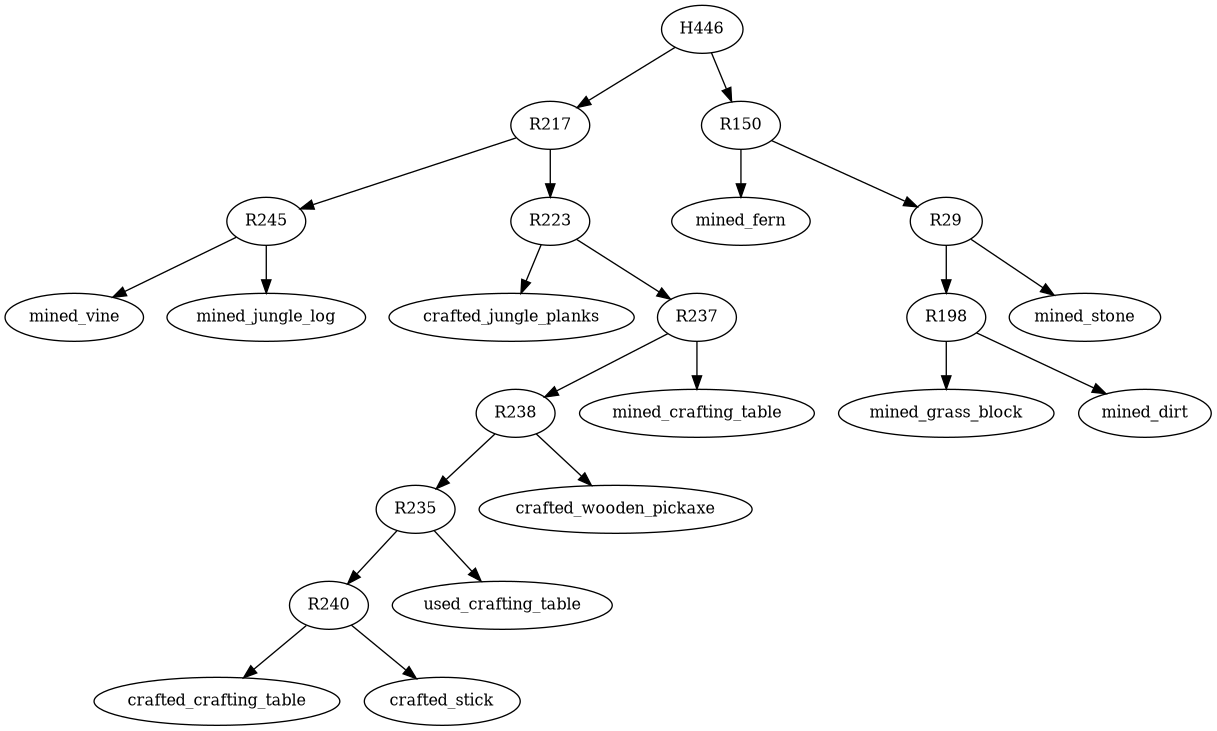 H446
R217
R150
R245
R223
mined_fern
R29
mined_vine
mined_jungle_log
crafted_jungle_planks
R237
R198
mined_stone
R238
mined_crafting_table
mined_grass_block
mined_dirt
R235
crafted_wooden_pickaxe
R240
used_crafting_table
crafted_crafting_table
crafted_stick